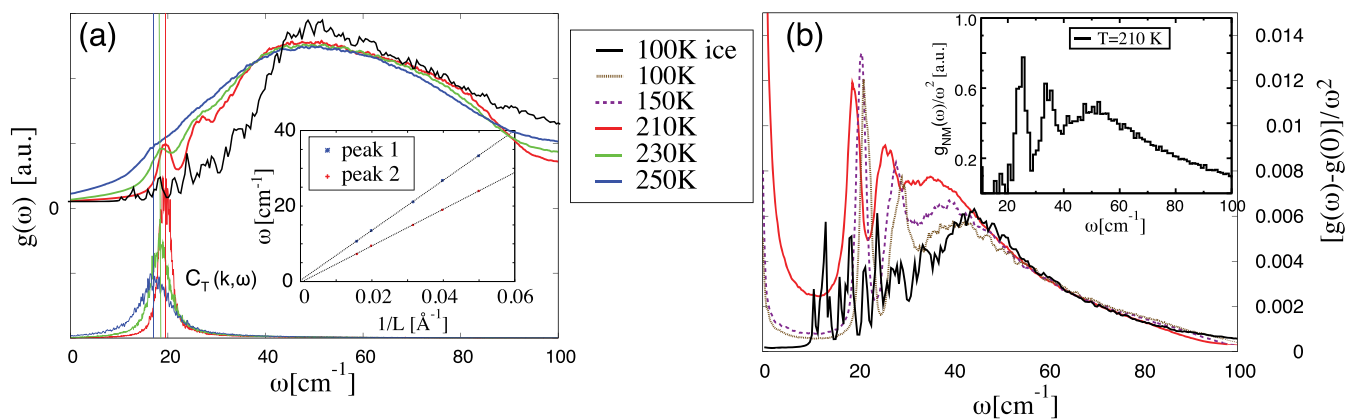 (a)
g(ω) [a.u.]
0
C_T(k,ω)
0 20 40 60 80 100
ω[cm⁻¹]
peak 1
peak 2
ω [cm⁻¹]
40
20
0
0 0.02 0.04 0.06
1/L [Å⁻¹]
100K ice
100K
150K
210K
230K
250K
(b)
0 20 40 60 80 100
ω[cm⁻¹]
0.014
0.012
0.01
0.008
0.006
0.004
0.002
0
[g(ω)-g(0)]/ω²
T=210 K
g_NM(ω)/ω² [a.u.]
1.0
0.8
0.6
0.4
0.2
20 40 60 80 100
ω[cm⁻¹]